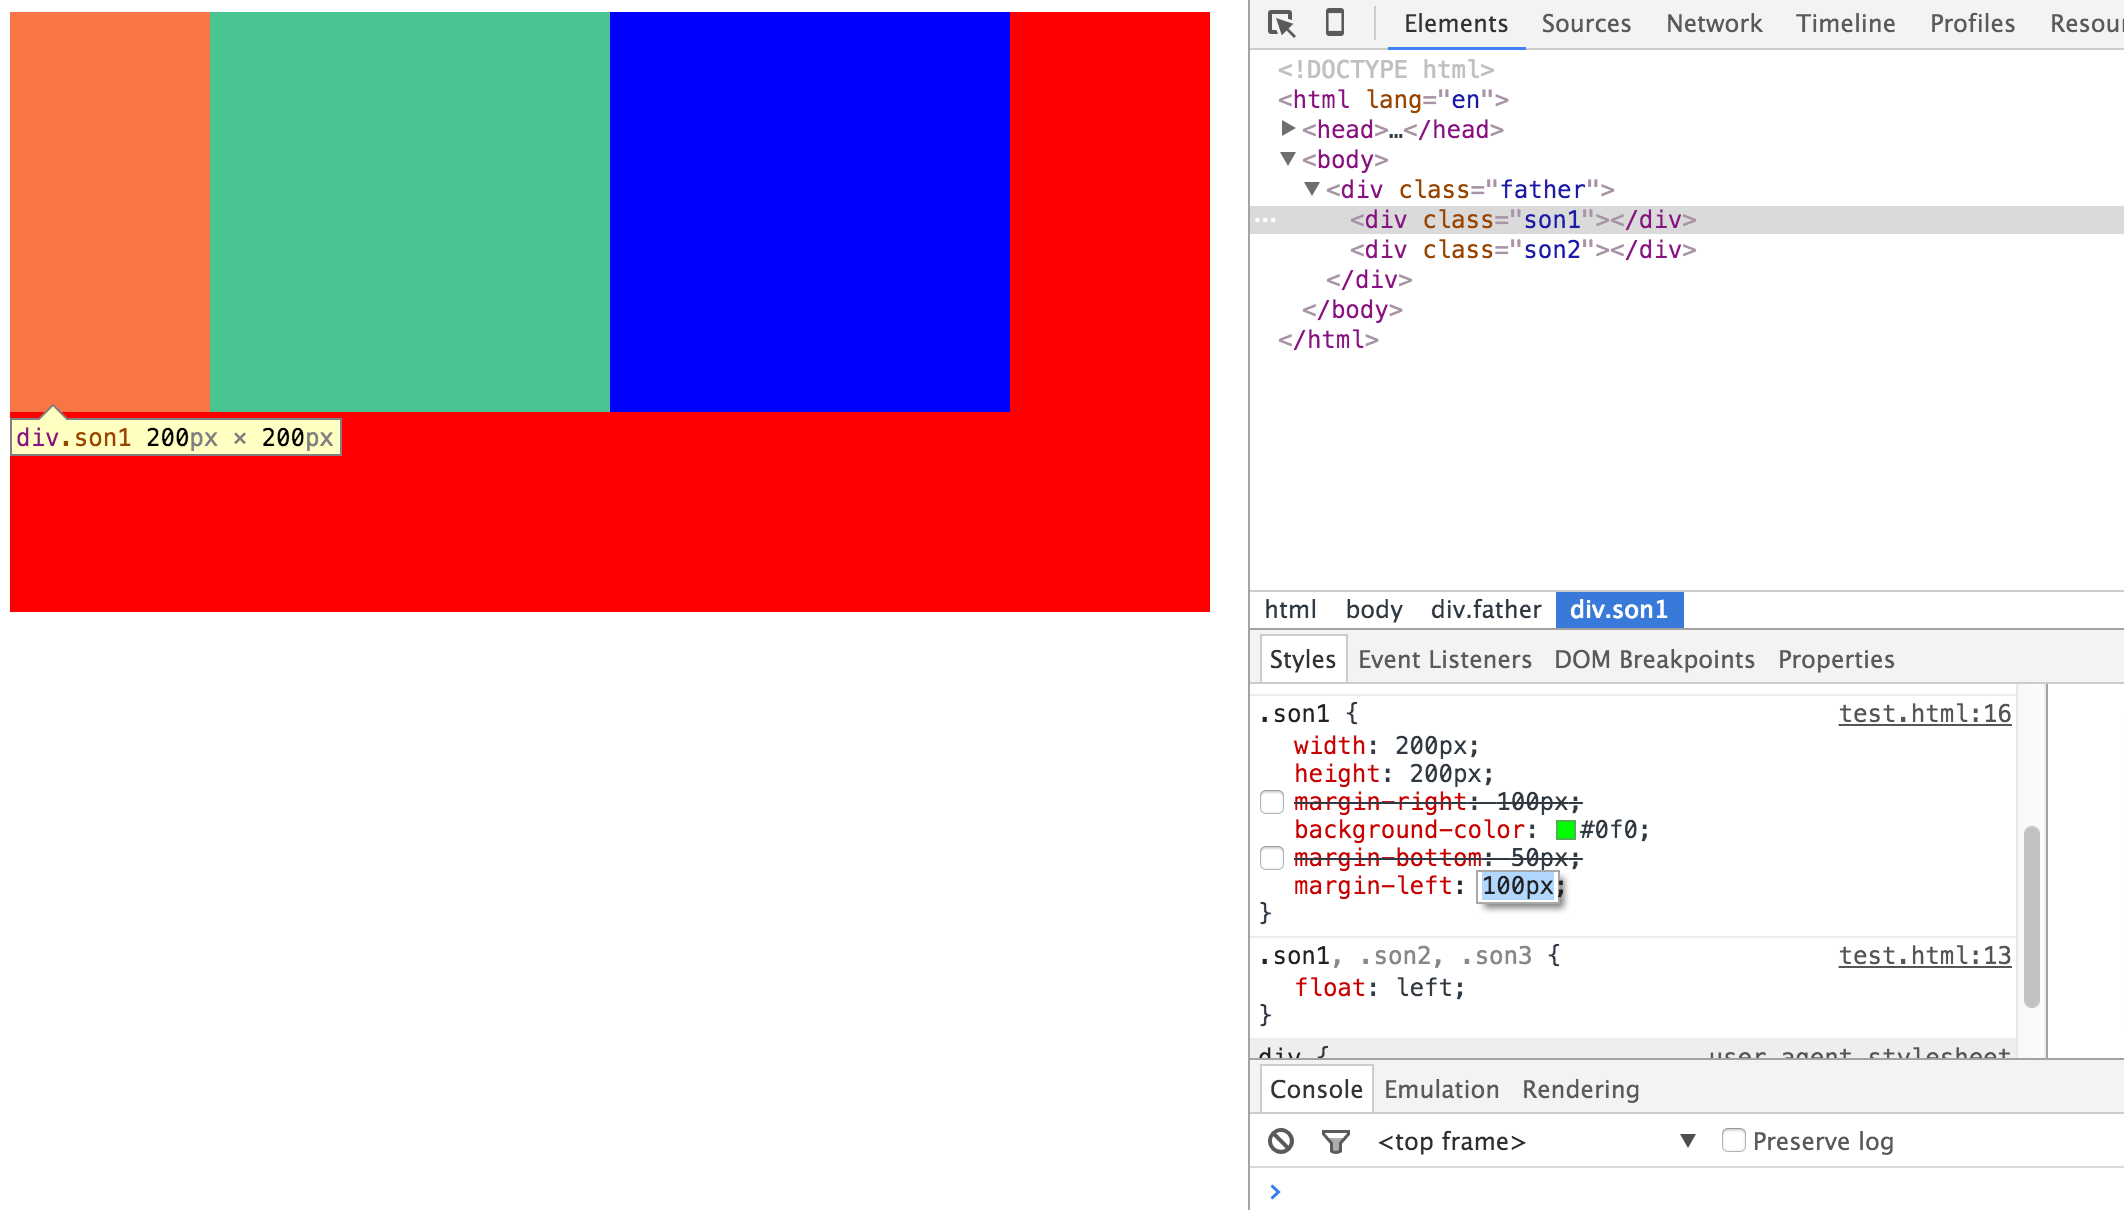 div.son1 200px × 200px
Elements Sources Network Timeline Profiles Resou
<!DOCTYPE html>
<html lang="en">
<head>…</head>
<body>
<div class="father">
<div class="son1"></div>
<div class="son2"></div>
</div>
</body>
</html>
html body div.father div.son1
Styles Event Listeners DOM Breakpoints Properties
.son1 { test.html:16
width: 200px;
height: 200px;
margin-right: 100px;
background-color: #0f0;
margin-bottom: 50px;
margin-left: 100px;
}
.son1, .son2, .son3 { test.html:13
float: left;
}
div { user agent stylesheet
Console Emulation Rendering
<top frame> ▼ Preserve log
>